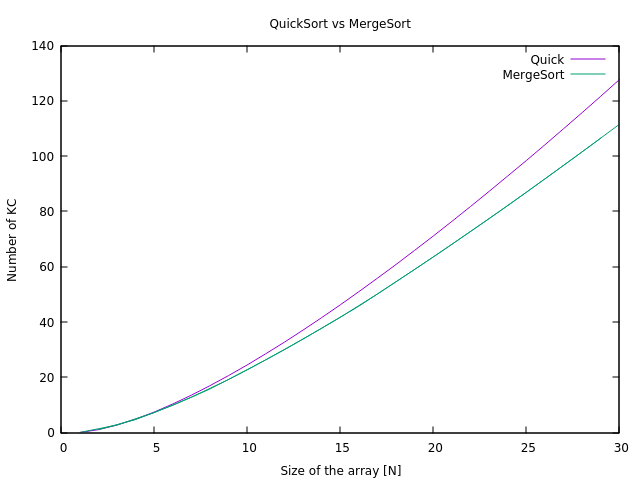 QuickSort vs MergeSort
140
120
100
80
60
40
20
0
Number of KC
Quick
MergeSort
0 5 10 15 20 25 30
Size of the array [N]